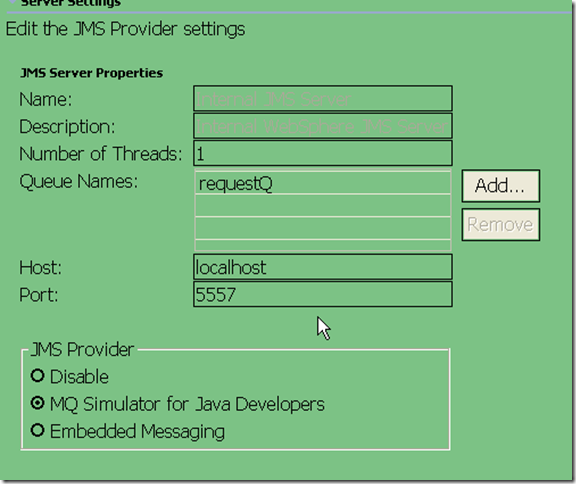 Server Settings
Edit the JMS Provider settings
JMS Server Properties
Name: Internal JMS Server
Description: Internal WebSphere JMS Server
Number of Threads: 1
Queue Names: requestQ Add...
Remove
Host: localhost
Port: 5557
JMS Provider
Disable
MQ Simulator for Java Developers
Embedded Messaging